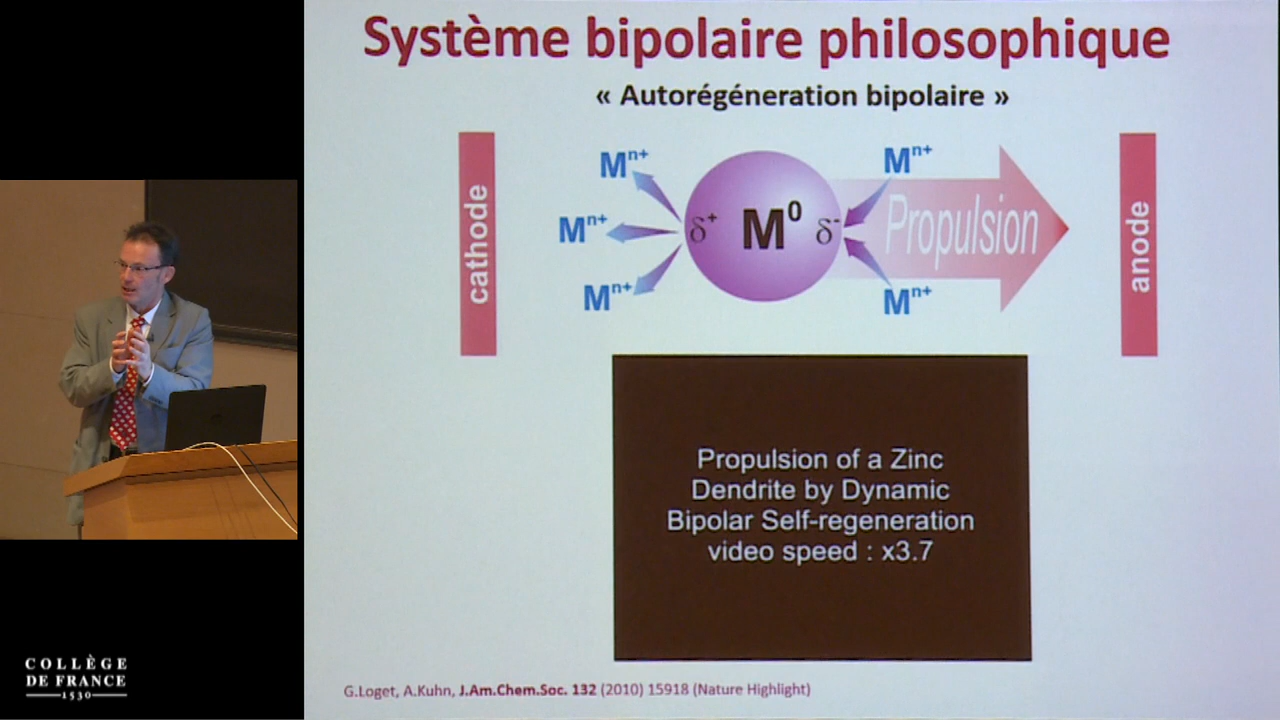 Système bipolaire philosophique
« Autorégéneration bipolaire »
cathode
Mn+
Mn+
Mn+
δ+ M0 δ-
Mn+
Propulsion
Mn+
anode
Propulsion of a Zinc
Dendrite by Dynamic
Bipolar Self-regeneration
video speed : x3.7
G.Loget, A.Kuhn, J.Am.Chem.Soc. 132 (2010) 15918 (Nature Highlight)
COLLÈGE
DE FRANCE
1530